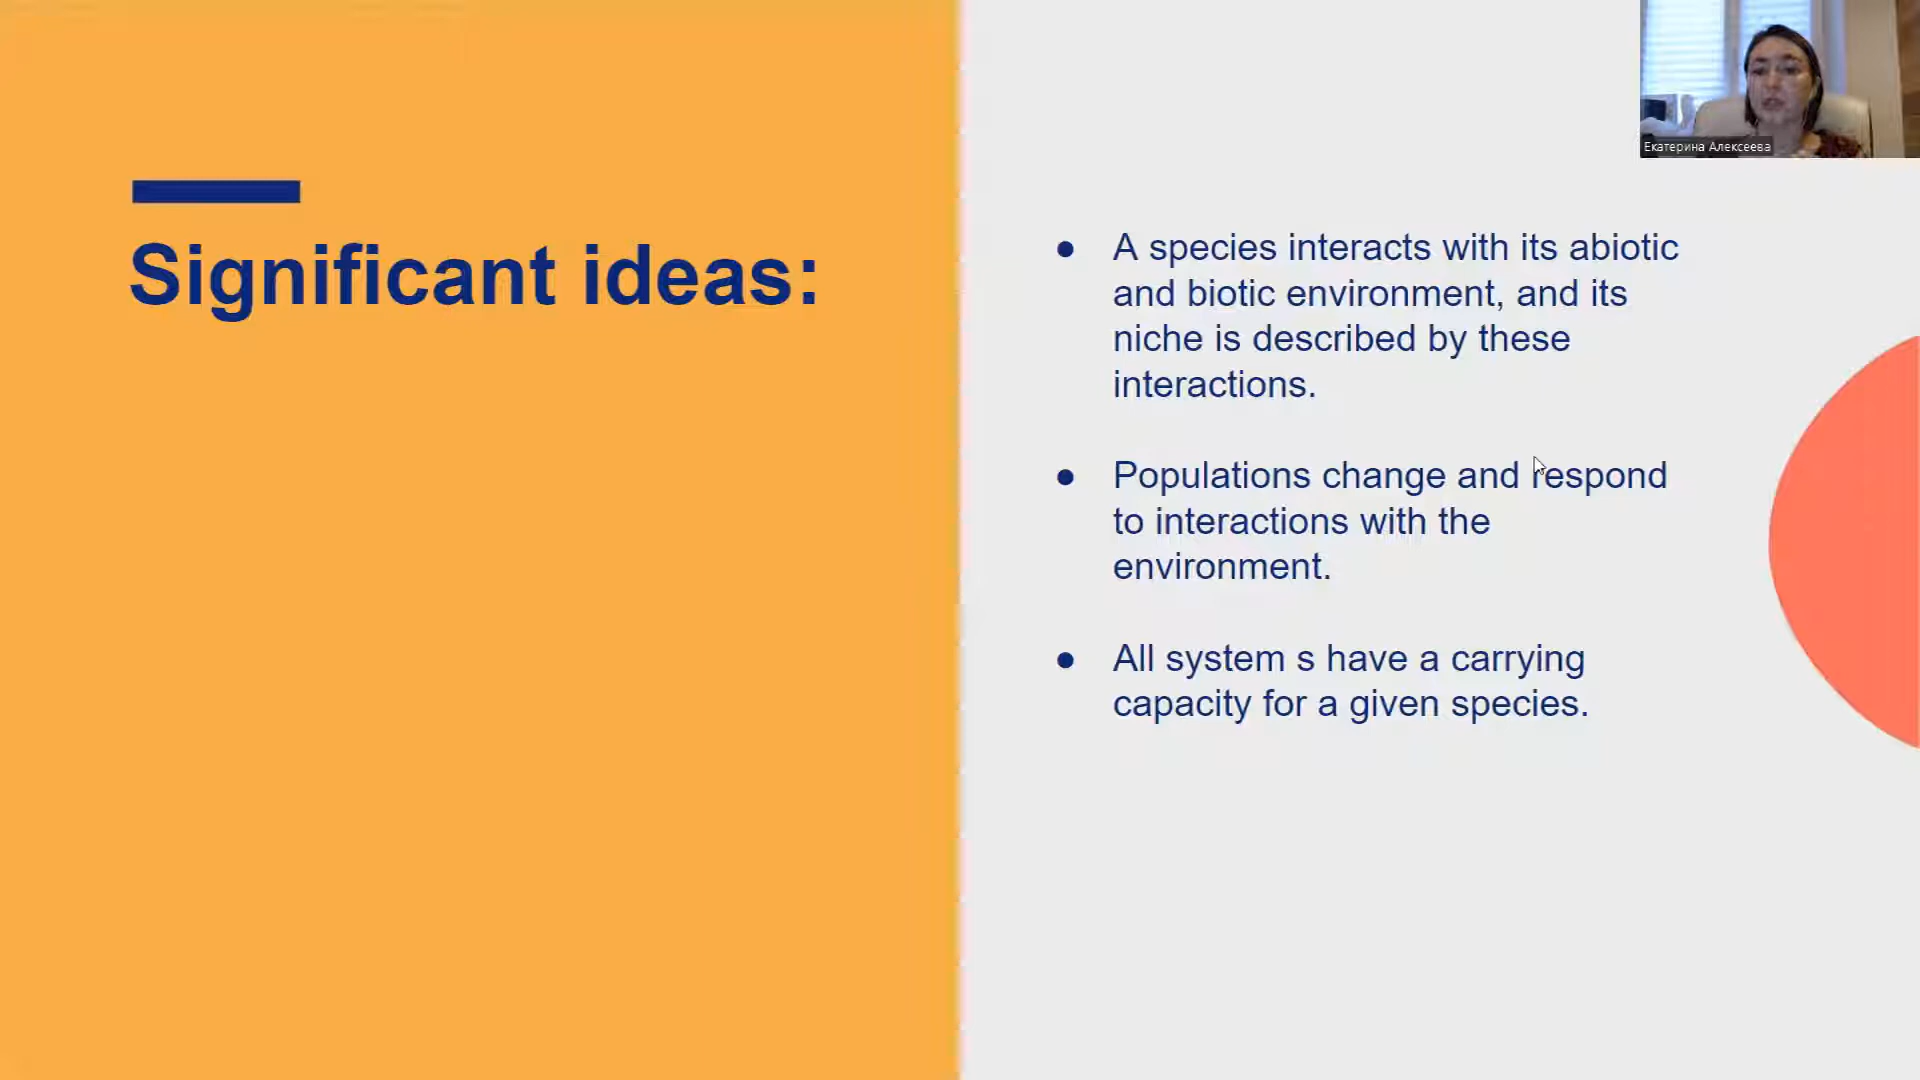 Екатерина Алексеева
Significant ideas:
● A species interacts with its abiotic
and biotic environment, and its
niche is described by these
interactions.
● Populations change and respond
to interactions with the
environment.
● All system s have a carrying
capacity for a given species.